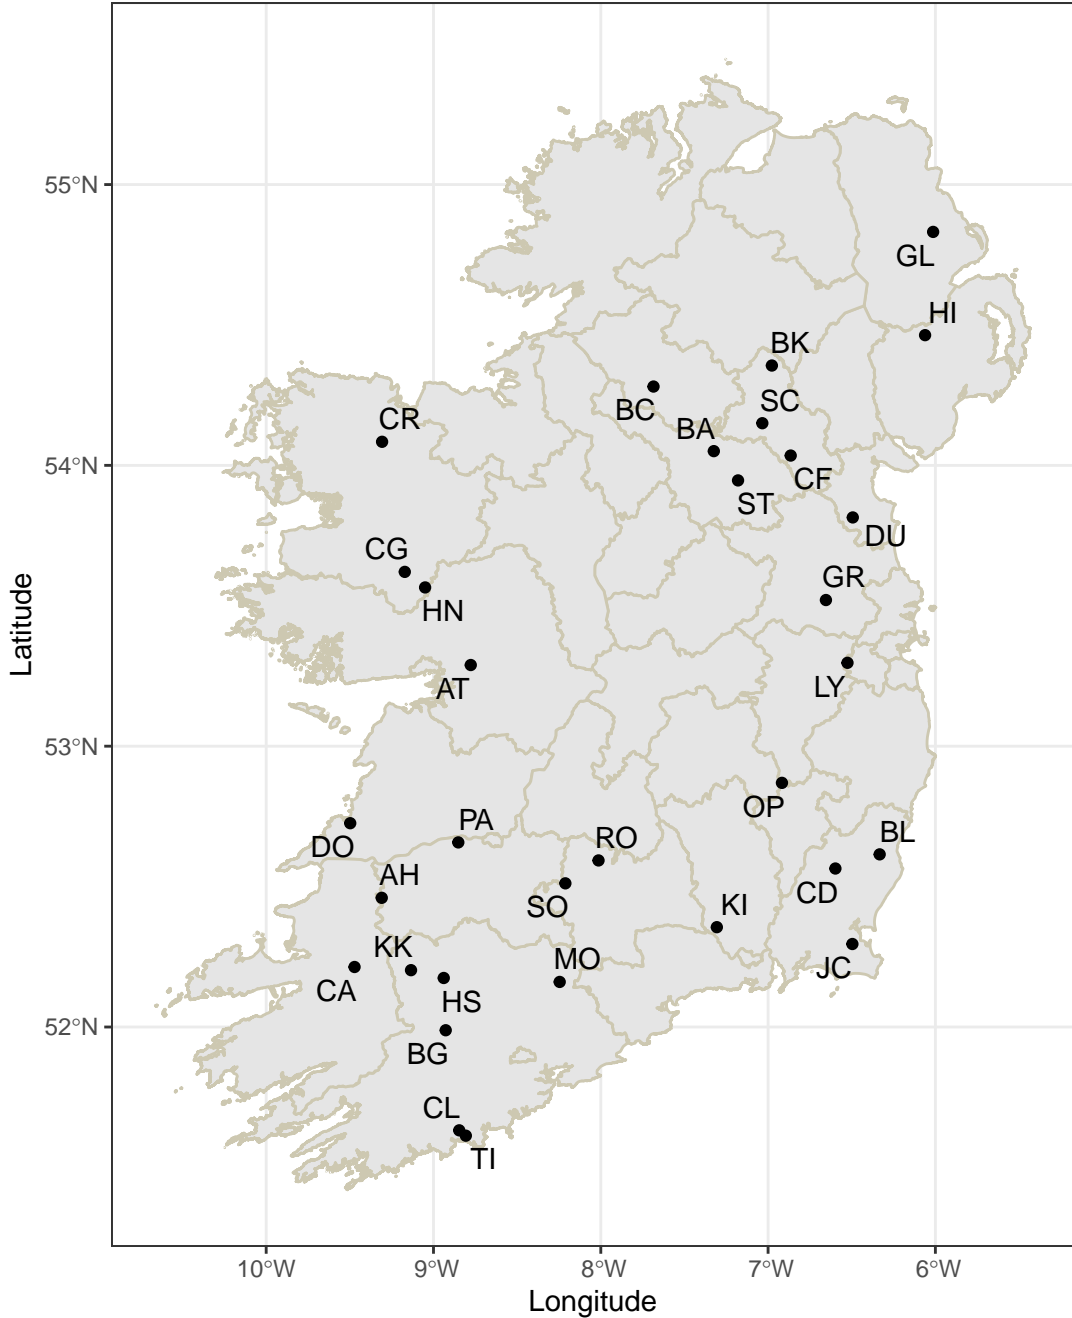 55°N
GL
HI
BK
SC
BC
BA
CR
54°N
CF
ST
DU
CG
GR
HN
Latitude
LY
AT
53°N
OP
PA
BL
RO
DO
AH
CD
KI
SO
KK
MO
JC
CA
HS
52°N
BG
CL
TI
10°W 9°W 8°W 7°W 6°W
Longitude